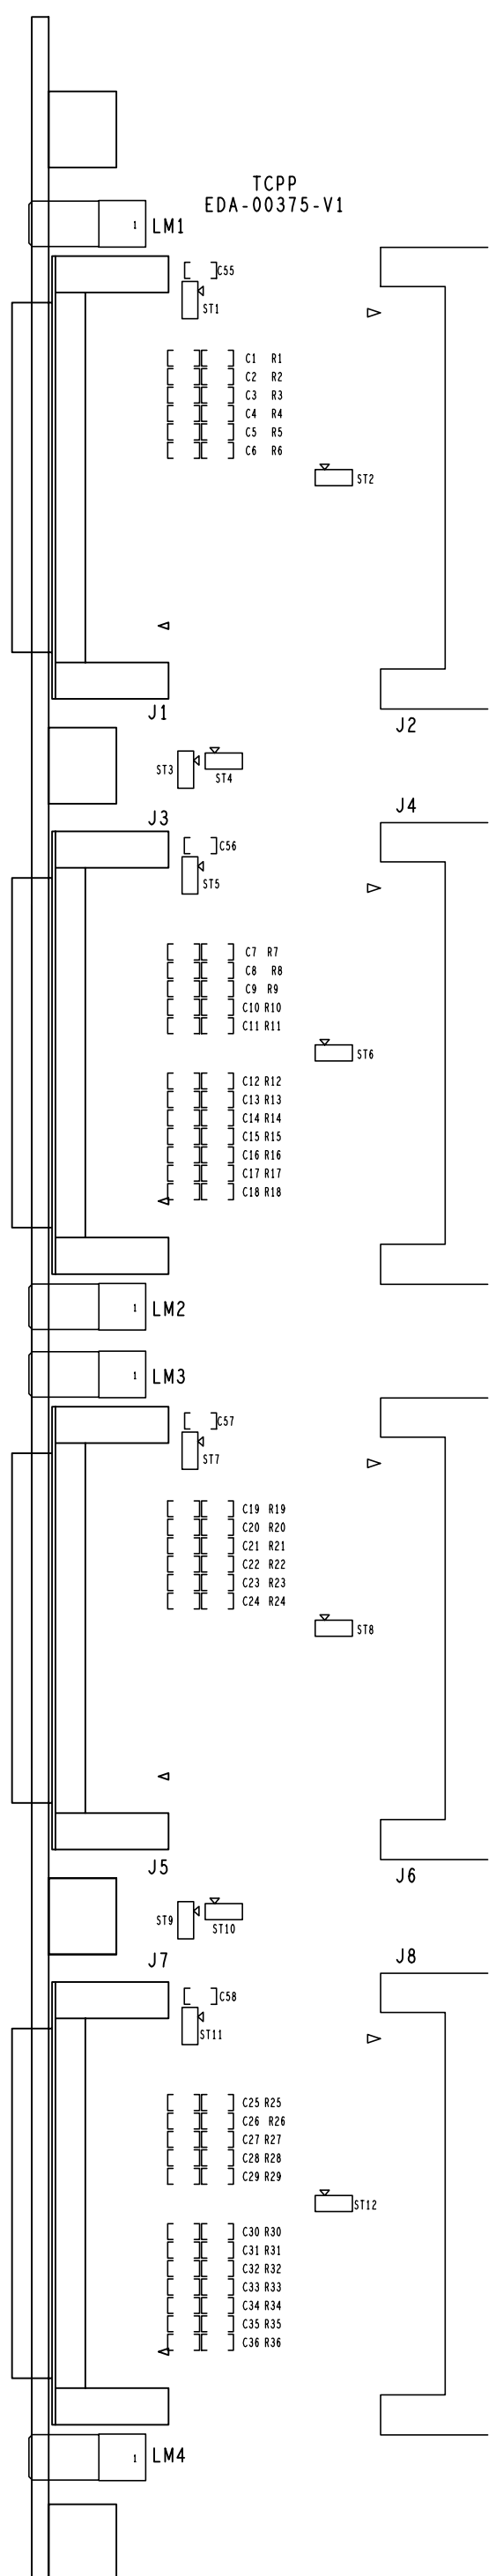 TCPP
EDA-00375-V1
1 LM1
C55
ST1
C1 R1
C2 R2
C3 R3
C4 R4
C5 R5
C6 R6
ST2
J1
J2
ST3
ST4
J3
J4
C56
ST5
C7 R7
C8 R8
C9 R9
C10 R10
C11 R11
ST6
C12 R12
C13 R13
C14 R14
C15 R15
C16 R16
C17 R17
C18 R18
1 LM2
1 LM3
C57
ST7
C19 R19
C20 R20
C21 R21
C22 R22
C23 R23
C24 R24
ST8
J5
J6
ST9
ST10
J7
J8
C58
ST11
C25 R25
C26 R26
C27 R27
C28 R28
C29 R29
ST12
C30 R30
C31 R31
C32 R32
C33 R33
C34 R34
C35 R35
C36 R36
1 LM4